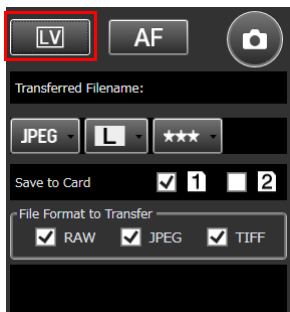 LV AF
Transferred Filename:
JPEG L ★★★
Save to Card 1 2
File Format to Transfer
RAW JPEG TIFF